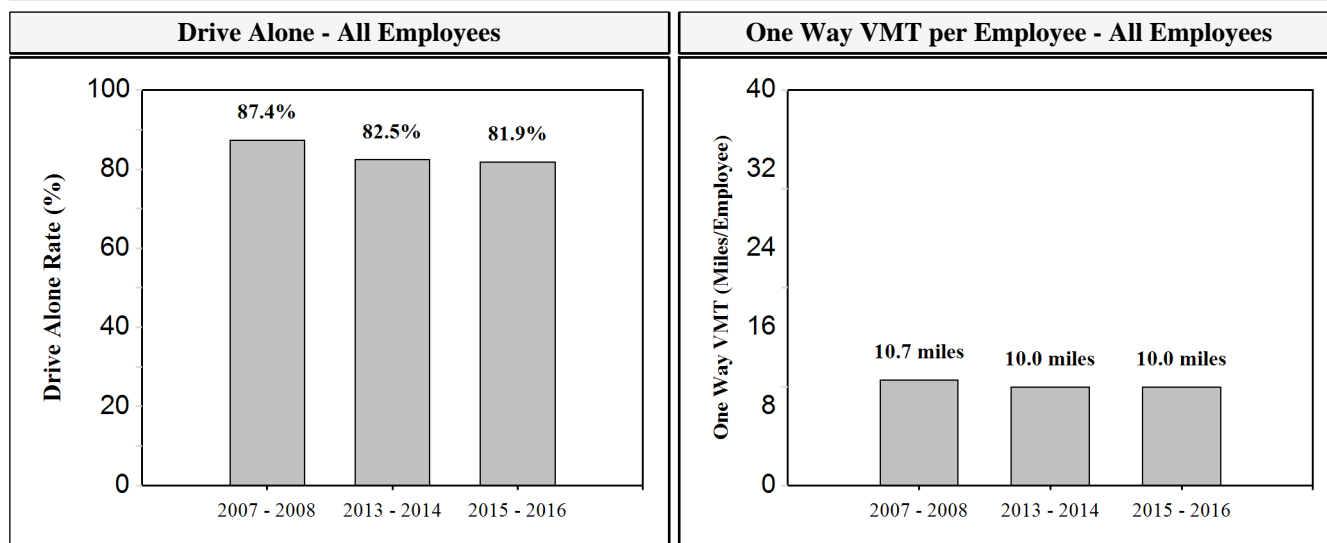 Drive Alone - All Employees
Drive Alone Rate (%)
100
80
60
40
20
0
87.4%
82.5%
81.9%
2007 - 2008
2013 - 2014
2015 - 2016
One Way VMT per Employee - All Employees
One Way VMT (Miles/Employee)
40
32
24
16
8
0
10.7 miles
10.0 miles
10.0 miles
2007 - 2008
2013 - 2014
2015 - 2016